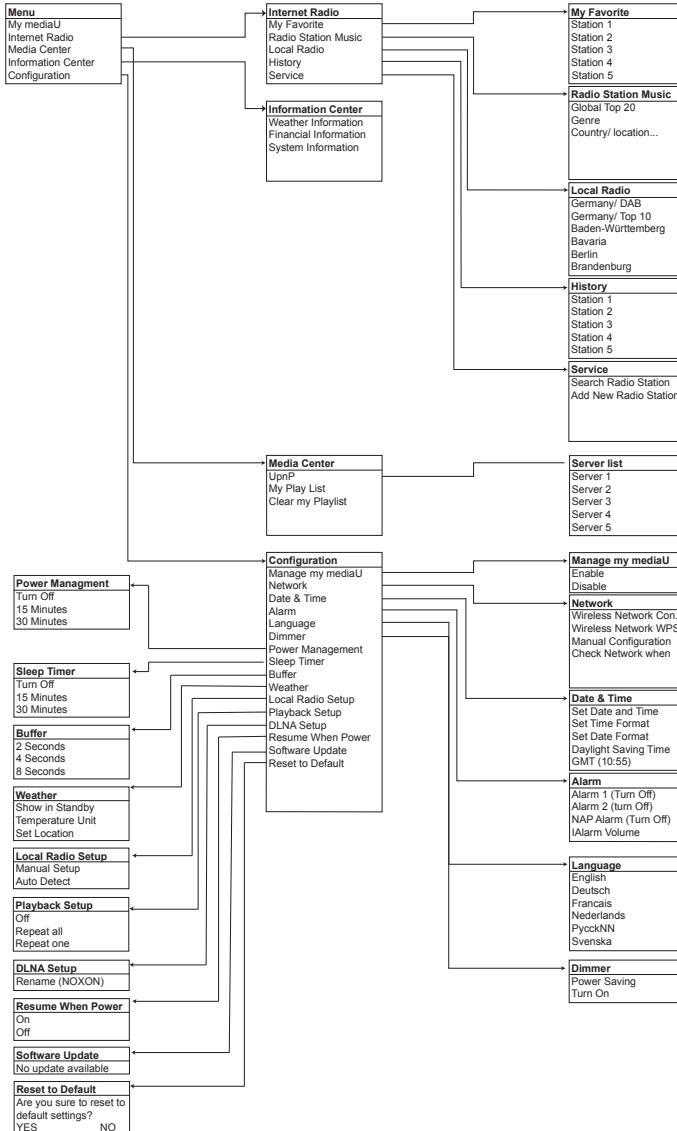 Menu
My mediaU
Internet Radio
Media Center
Information Center
Configuration
Internet Radio
My Favorite
Radio Station Music
Local Radio
History
Service
Information Center
Weather Information
Financial Information
System Information
My Favorite
Station 1
Station 2
Station 3
Station 4
Station 5
Radio Station Music
Global Top 20
Genre
Country/ location...
Local Radio
Germany/ DAB
Germany/ Top 10
Baden-Württemberg
Bavaria
Berlin
Brandenburg
History
Station 1
Station 2
Station 3
Station 4
Station 5
Service
Search Radio Station
Add New Radio Station
Media Center
UpnP
My Play List
Clear my Playlist
Server list
Server 1
Server 2
Server 3
Server 4
Server 5
Configuration
Manage my mediaU
Network
Date & Time
Alarm
Language
Dimmer
Power Management
Sleep Timer
Buffer
Weather
Local Radio Setup
Playback Setup
DLNA Setup
Resume When Power
Software Update
Reset to Default
Manage my mediaU
Enable
Disable
Network
Wireless Network Con.
Wireless Network WPS
Manual Configuration
Check Network when
Date & Time
Set Date and Time
Set Time Format
Set Date Format
Daylight Saving Time
GMT (10:55)
Alarm
Alarm 1 (Turn Off)
Alarm 2 (turn Off)
NAP Alarm (Turn Off)
IAlarm Volume
Language
English
Deutsch
Francais
Nederlands
PycckNN
Svenska
Dimmer
Power Saving
Turn On
Power Managment
Turn Off
15 Minutes
30 Minutes
Sleep Timer
Turn Off
15 Minutes
30 Minutes
Buffer
2 Seconds
4 Seconds
8 Seconds
Weather
Show in Standby
Temperature Unit
Set Location
Local Radio Setup
Manual Setup
Auto Detect
Playback Setup
Off
Repeat all
Repeat one
DLNA Setup
Rename (NOXON)
Resume When Power
On
Off
Software Update
No update available
Reset to Default
Are you sure to reset to
default settings?
YES NO